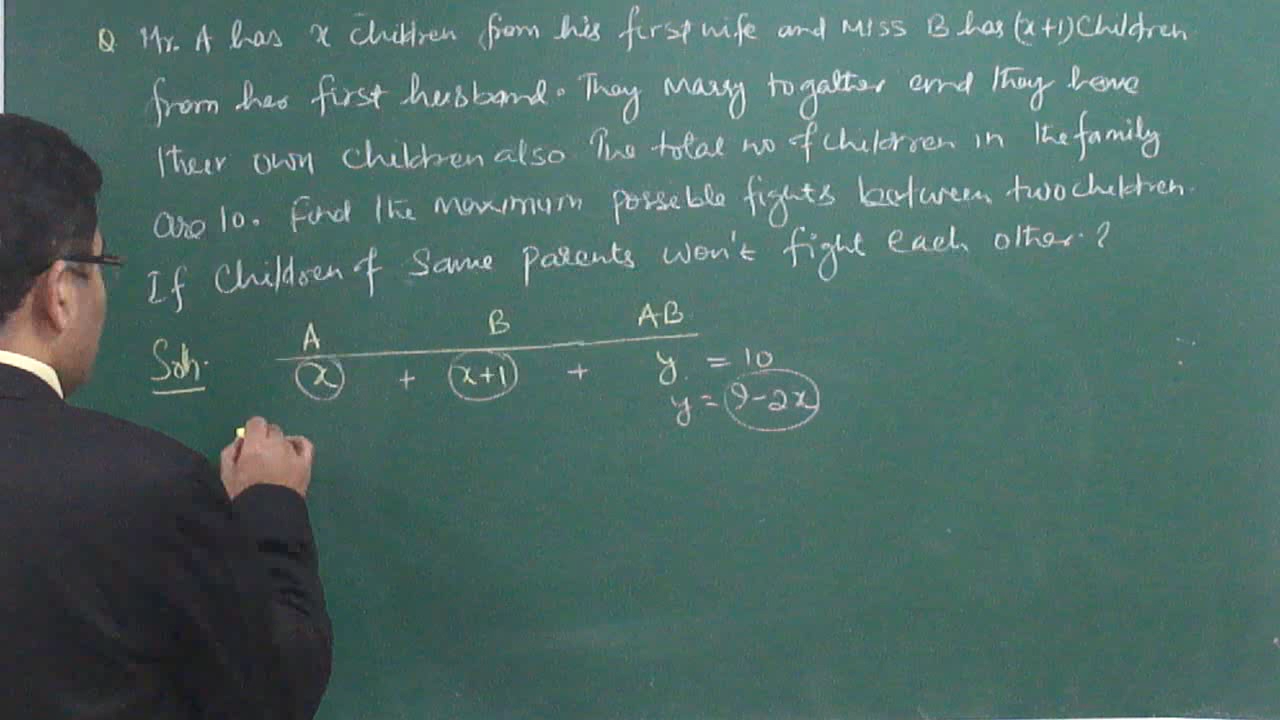 Q Mr. A has x children from his first wife and Miss B has (x+1) Children
from her first husband. They marry togather and they have
their own children also The total no of children in the family
are 10. Find the maximum possible fights between two children.
If Children of same parents won't fight each other.?
Soln. A B AB
x + x+1 + y = 10
y = 9-2x